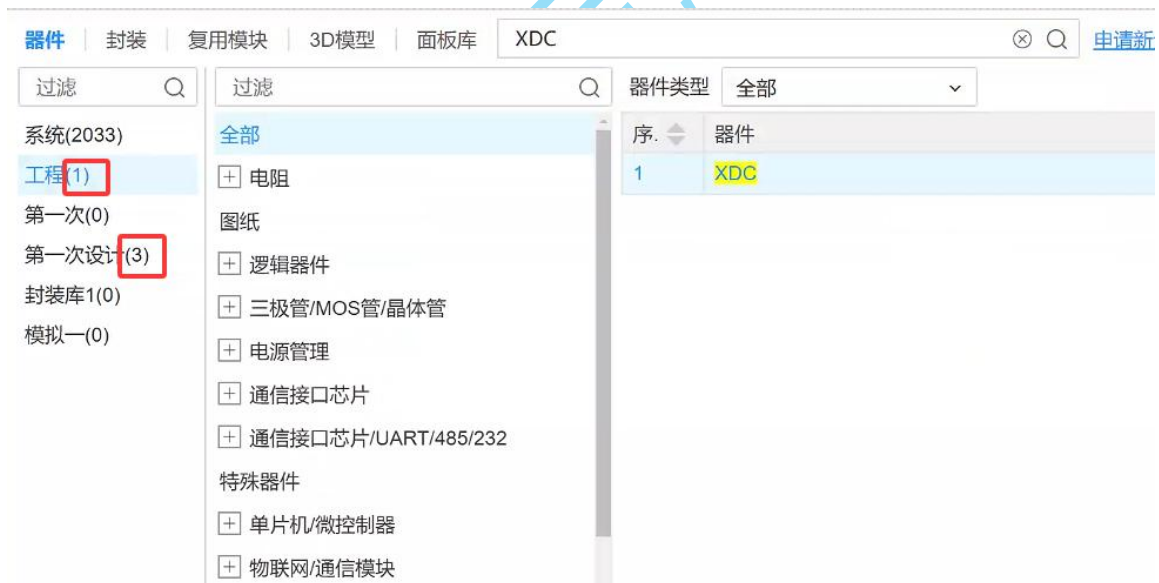 器件 封装 复用模块 3D模型 面板库 XDC 申请新
过滤 过滤 器件类型 全部
系统(2033) 全部 序. 器件
工程(1) 电阻 1 XDC
第一次(0) 图纸
第一次设计(3) 逻辑器件
封装库1(0) 三极管/MOS管/晶体管
模拟一(0) 电源管理
通信接口芯片
通信接口芯片/UART/485/232
特殊器件
单片机/微控制器
物联网/通信模块